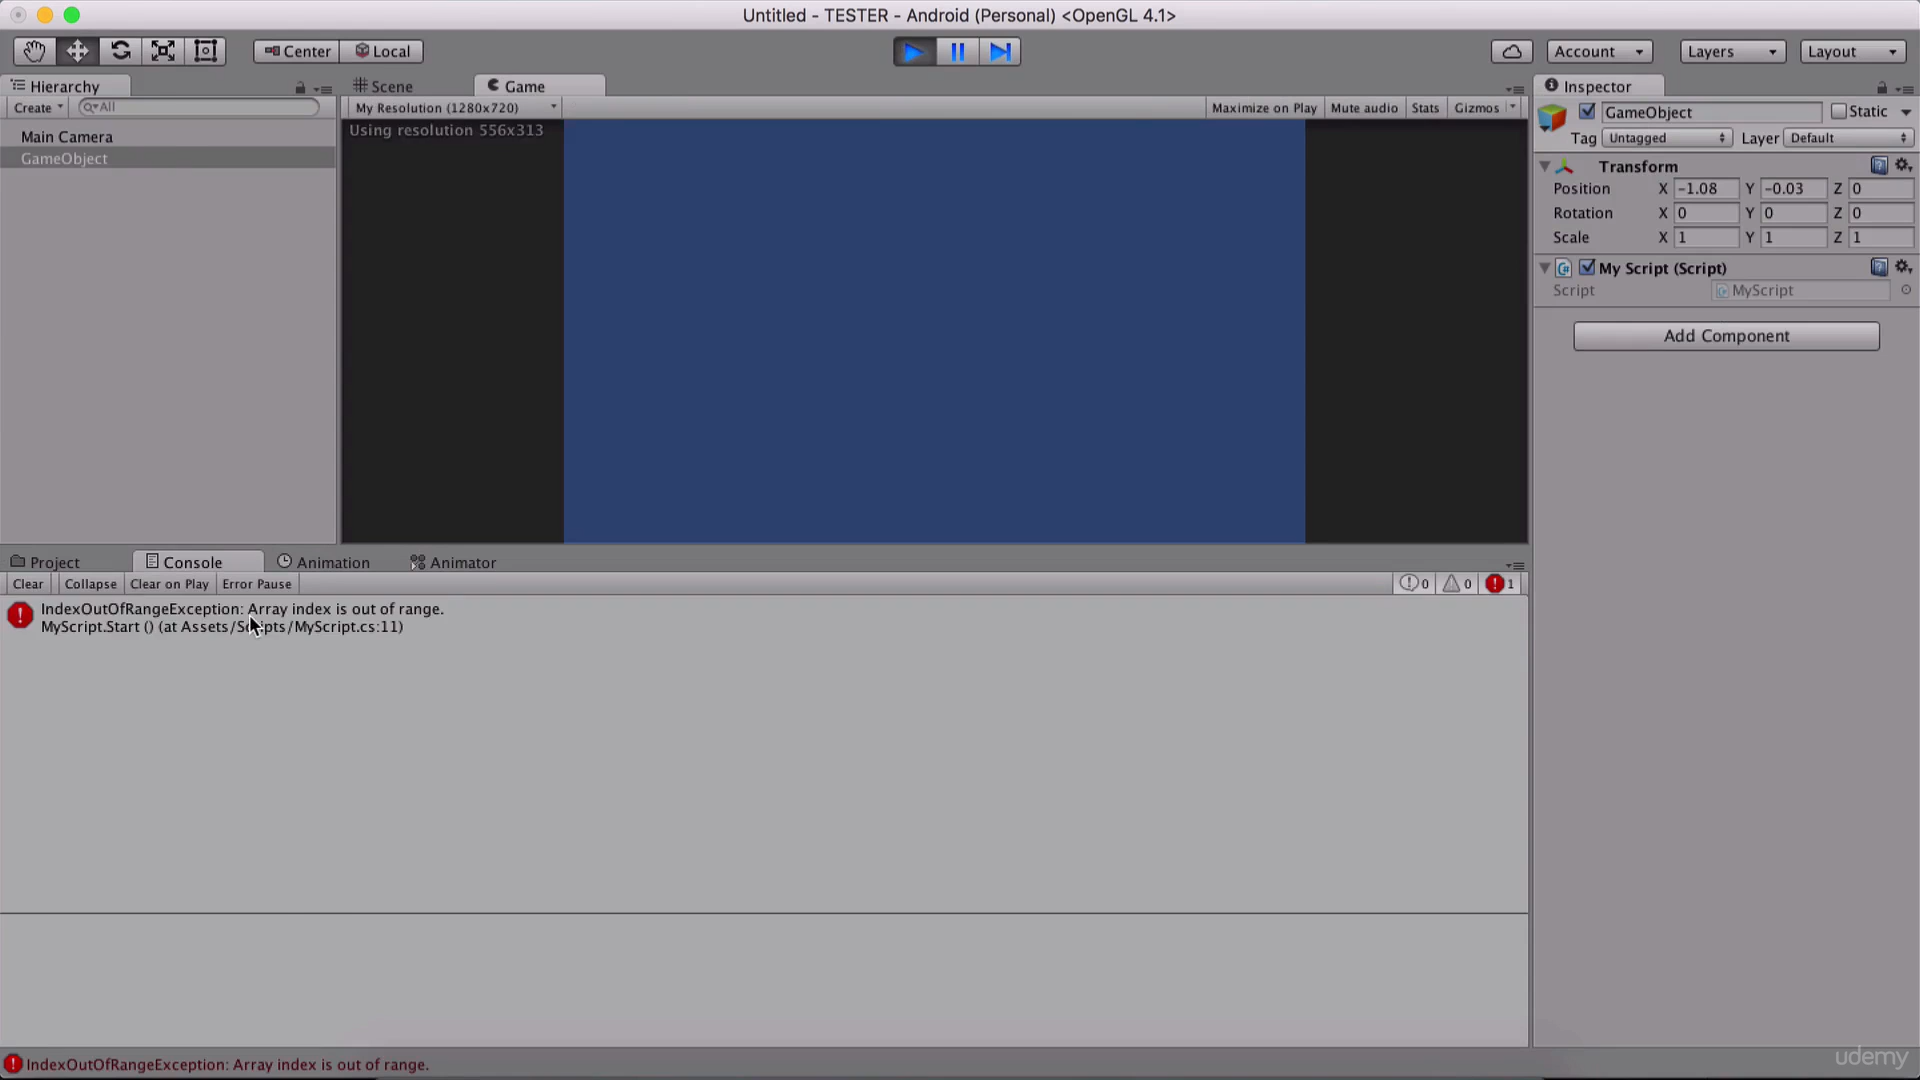 Untitled - TESTER - Android (Personal) <OpenGL 4.1>
Center Local Account Layers Layout
Hierarchy Scene Game Inspector
Create All My Resolution (1280x720) Maximize on Play Mute audio Stats Gizmos GameObject Static
Using resolution 556x313
Main Camera
GameObject
Tag Untagged Layer Default
Transform
Position X -1.08 Y -0.03 Z 0
Rotation X 0 Y 0 Z 0
Scale X 1 Y 1 Z 1
My Script (Script)
Script MyScript
Add Component
Project Console Animation Animator
Clear Collapse Clear on Play Error Pause 0 0 1
IndexOutOfRangeException: Array index is out of range.
MyScript.Start () (at Assets/Scripts/MyScript.cs:11)
IndexOutOfRangeException: Array index is out of range.
udemy